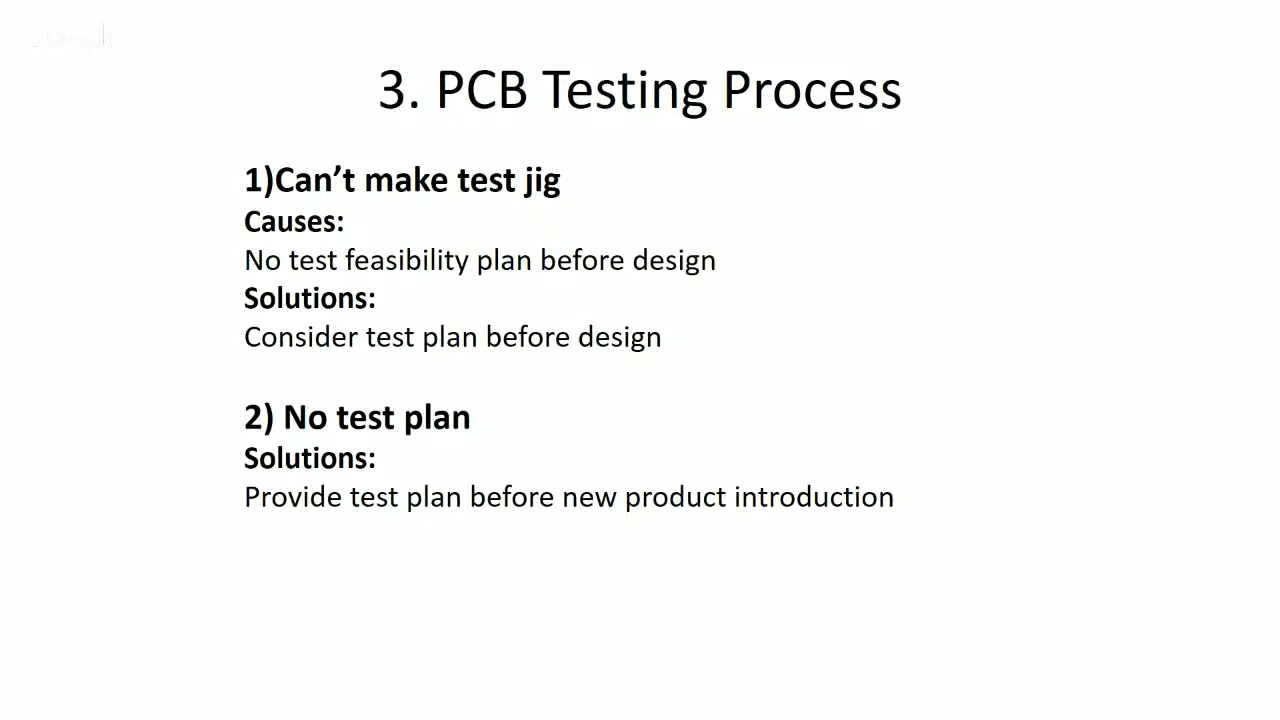 3. PCB Testing Process
1)Can’t make test jig
Causes:
No test feasibility plan before design
Solutions:
Consider test plan before design
2) No test plan
Solutions:
Provide test plan before new product introduction